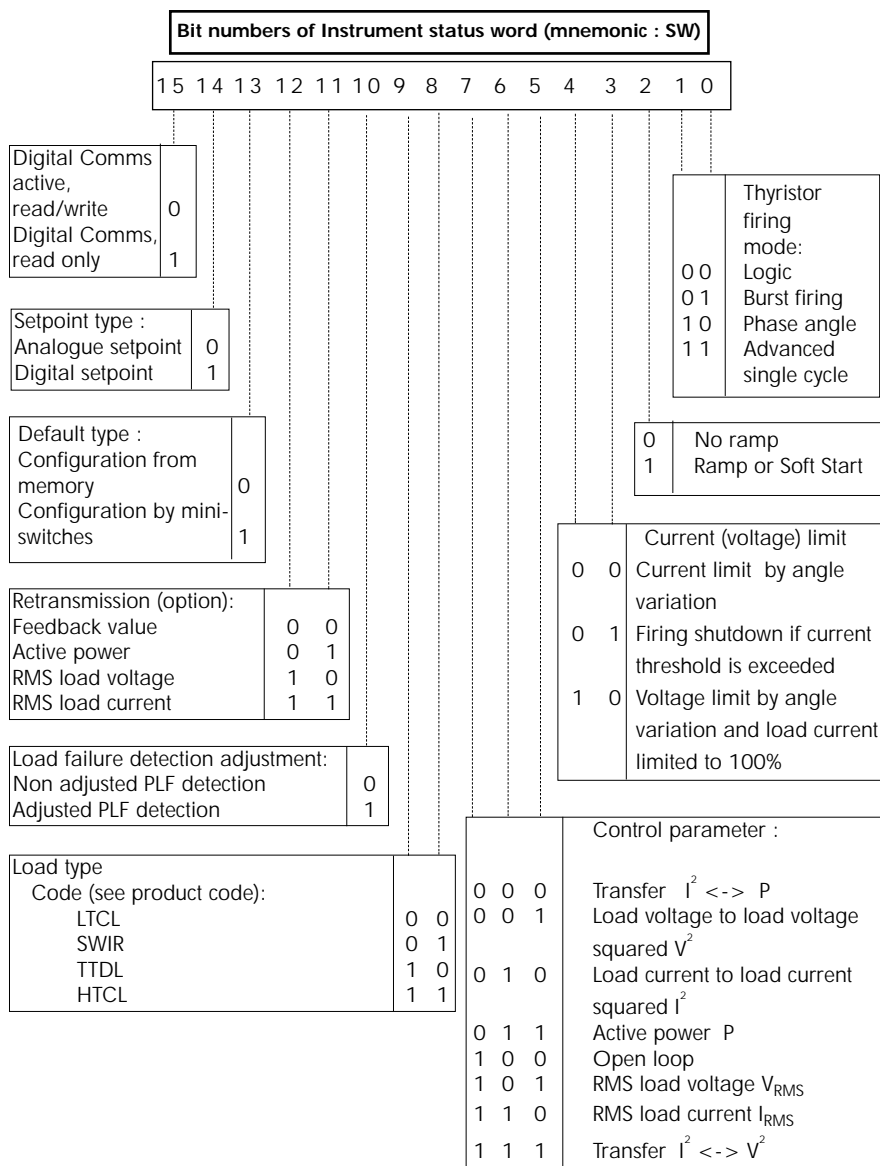 Bit numbers of Instrument status word (mnemonic : SW)
15 14 13 12 11 10 9 8 7 6 5 4 3 2 1 0
Digital Comms
active,
read/write 0
Digital Comms,
read only 1
Thyristor
firing
mode:
0 0 Logic
0 1 Burst firing
1 0 Phase angle
1 1 Advanced
single cycle
Setpoint type :
Analogue setpoint 0
Digital setpoint 1
Default type :
Configuration from
memory 0
Configuration by mini-
switches 1
0 No ramp
1 Ramp or Soft Start
Current (voltage) limit
0 0 Current limit by angle
variation
0 1 Firing shutdown if current
threshold is exceeded
1 0 Voltage limit by angle
variation and load current
limited to 100%
Retransmission (option):
Feedback value 0 0
Active power 0 1
RMS load voltage 1 0
RMS load current 1 1
Load failure detection adjustment:
Non adjusted PLF detection 0
Adjusted PLF detection 1
Load type
Code (see product code):
LTCL 0 0
SWIR 0 1
TTDL 1 0
HTCL 1 1
Control parameter :
0 0 0 Transfer I² <-> P
0 0 1 Load voltage to load voltage
squared V²
0 1 0 Load current to load current
squared I²
0 1 1 Active power P
1 0 0 Open loop
1 0 1 RMS load voltage V_RMS
1 1 0 RMS load current I_RMS
1 1 1 Transfer I² <-> V²